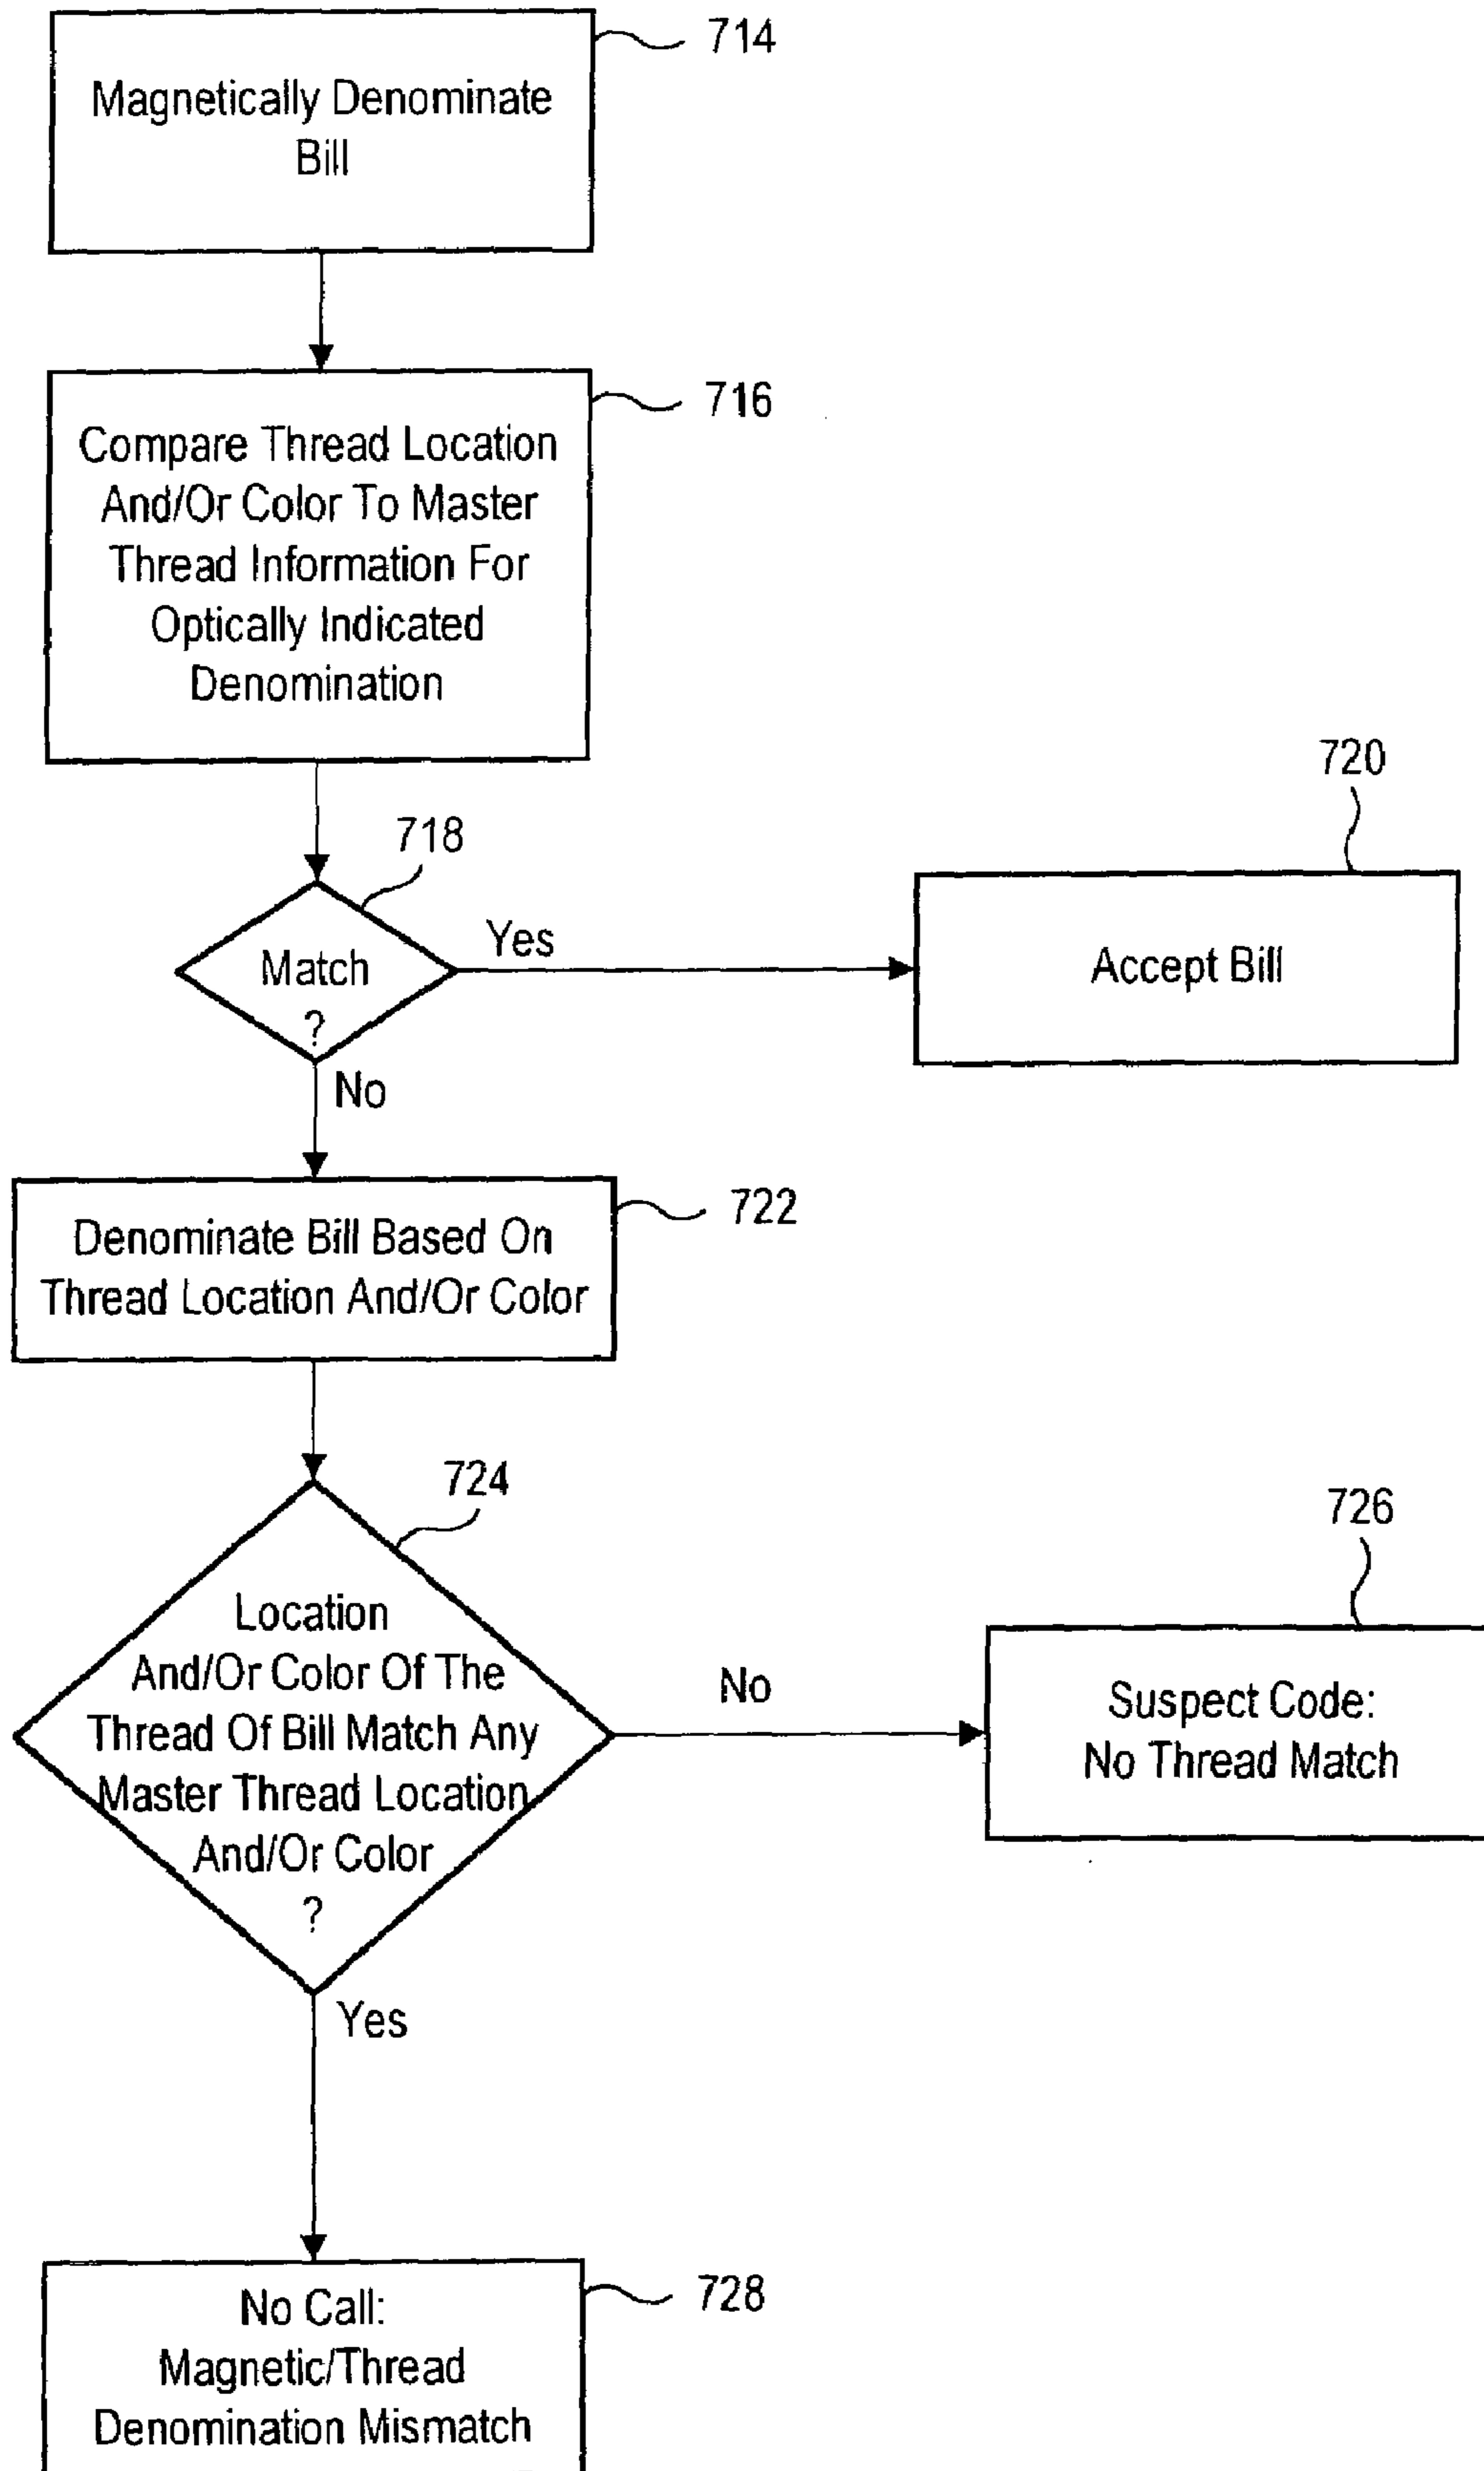 714
Magnetically Denominate
Bill
716
Compare Thread Location
And/Or Color To Master
Thread Information For
Optically Indicated
Denomination
718
Match
?
Yes
720
Accept Bill
No
722
Denominate Bill Based On
Thread Location And/Or Color
724
Location
And/Or Color Of The
Thread Of Bill Match Any
Master Thread Location
And/Or Color
?
No
726
Suspect Code:
No Thread Match
Yes
728
No Call:
Magnetic/Thread
Denomination Mismatch